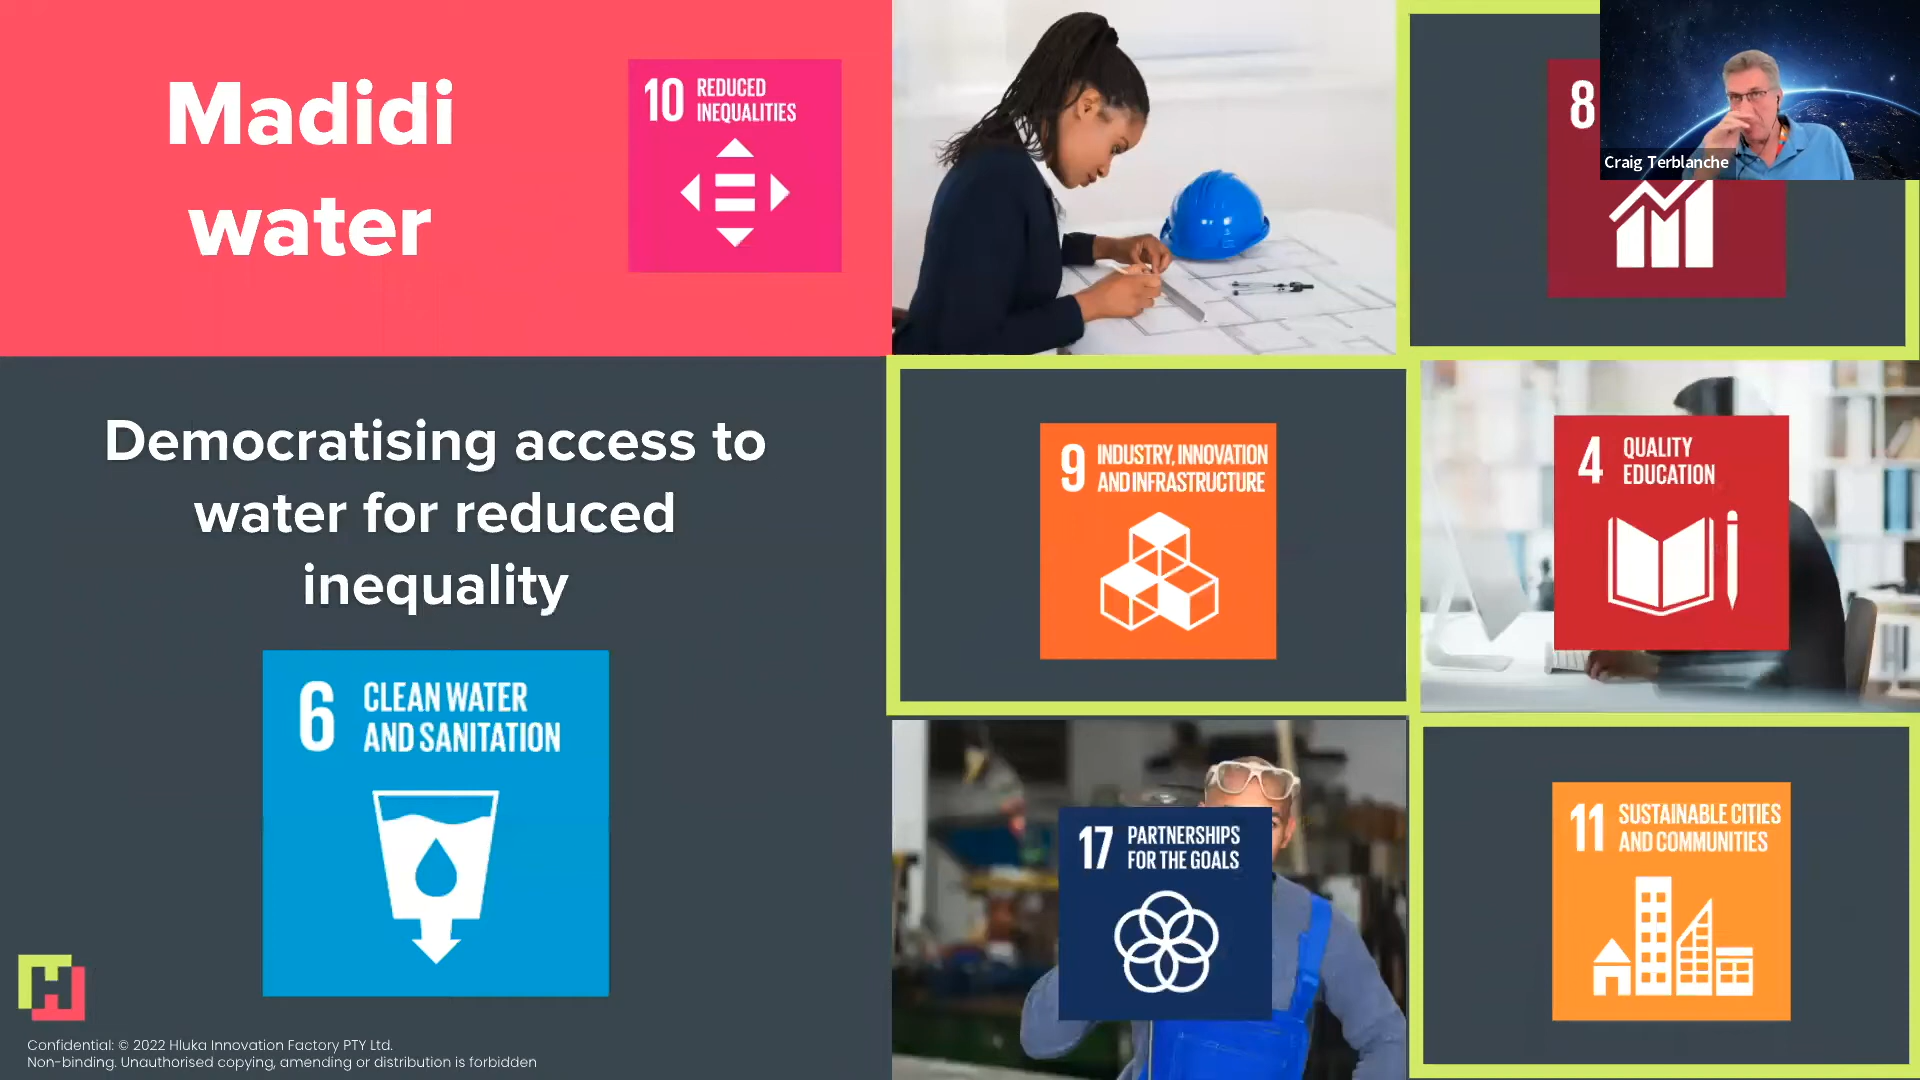 Madidi
water
10 REDUCED
INEQUALITIES
8
Craig Terblanche
Democratising access to
water for reduced
inequality
9 INDUSTRY, INNOVATION
AND INFRASTRUCTURE
4 QUALITY
EDUCATION
6 CLEAN WATER
AND SANITATION
17 PARTNERSHIPS
FOR THE GOALS
11 SUSTAINABLE CITIES
AND COMMUNITIES
H
Confidential: © 2022 Hluka Innovation Factory PTY Ltd.
Non-binding. Unauthorised copying, amending or distribution is forbidden